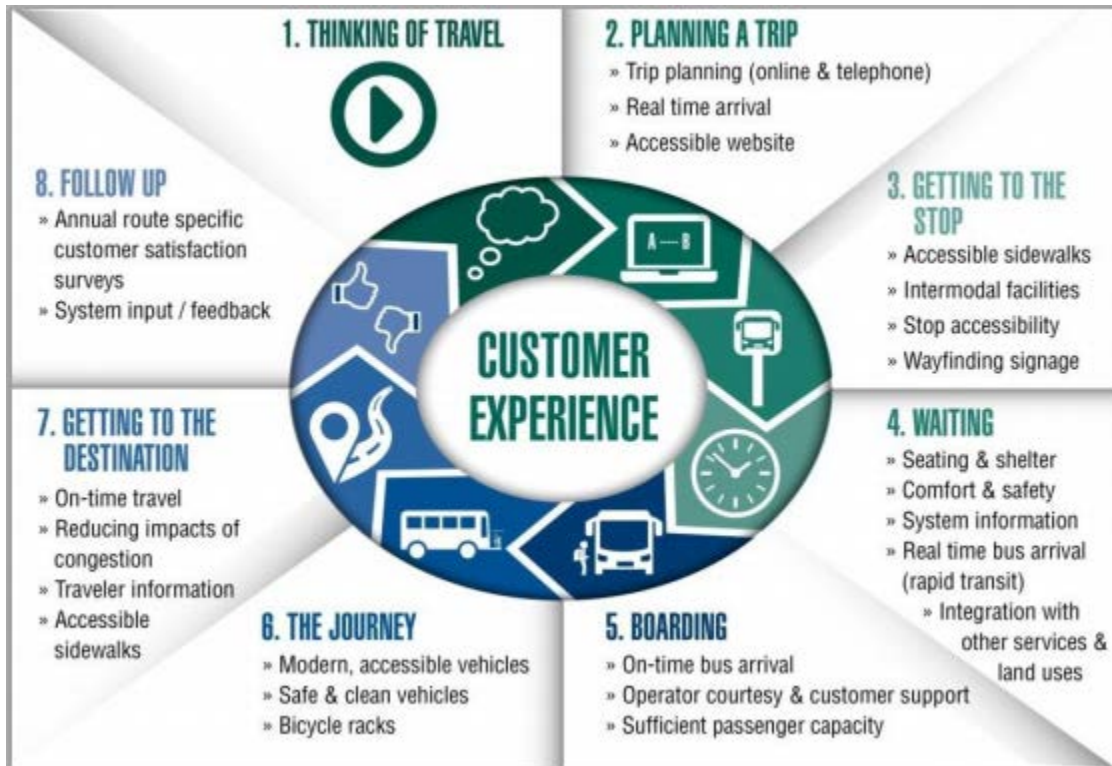 1. THINKING OF TRAVEL
2. PLANNING A TRIP
» Trip planning (online & telephone)
» Real time arrival
» Accessible website
3. GETTING TO THE
STOP
» Accessible sidewalks
» Intermodal facilities
» Stop accessibility
» Wayfinding signage
4. WAITING
» Seating & shelter
» Comfort & safety
» System information
» Real time bus arrival
(rapid transit)
» Integration with
other services &
land uses
5. BOARDING
» On-time bus arrival
» Operator courtesy & customer support
» Sufficient passenger capacity
6. THE JOURNEY
» Modern, accessible vehicles
» Safe & clean vehicles
» Bicycle racks
7. GETTING TO THE
DESTINATION
» On-time travel
» Reducing impacts of
congestion
» Traveler information
» Accessible
sidewalks
8. FOLLOW UP
» Annual route specific
customer satisfaction
surveys
» System input / feedback
A ---- B
CUSTOMER
EXPERIENCE